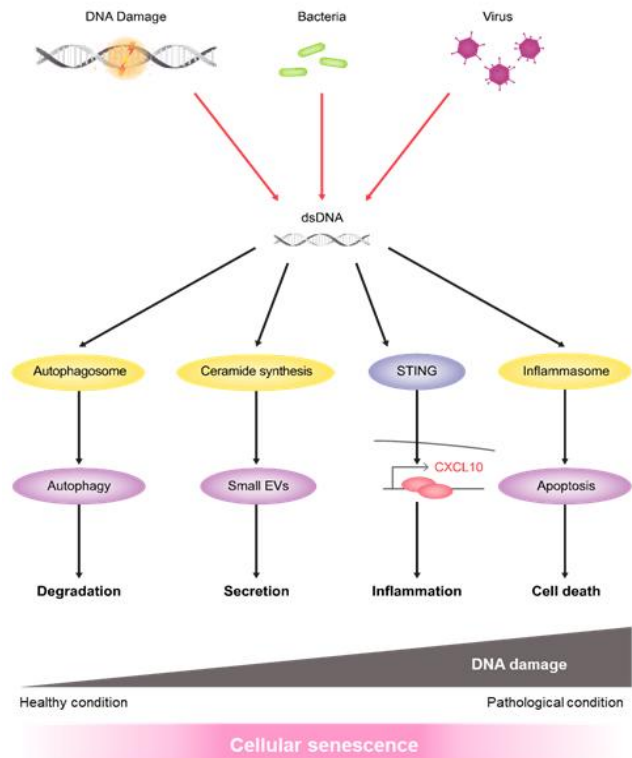 DNA Damage
Bacteria
Virus
dsDNA
Autophagosome
Ceramide synthesis
STING
Inflammasome
CXCL10
Autophagy
Small EVs
Apoptosis
Degradation
Secretion
Inflammation
Cell death
DNA damage
Healthy condition
Pathological condition
Cellular senescence